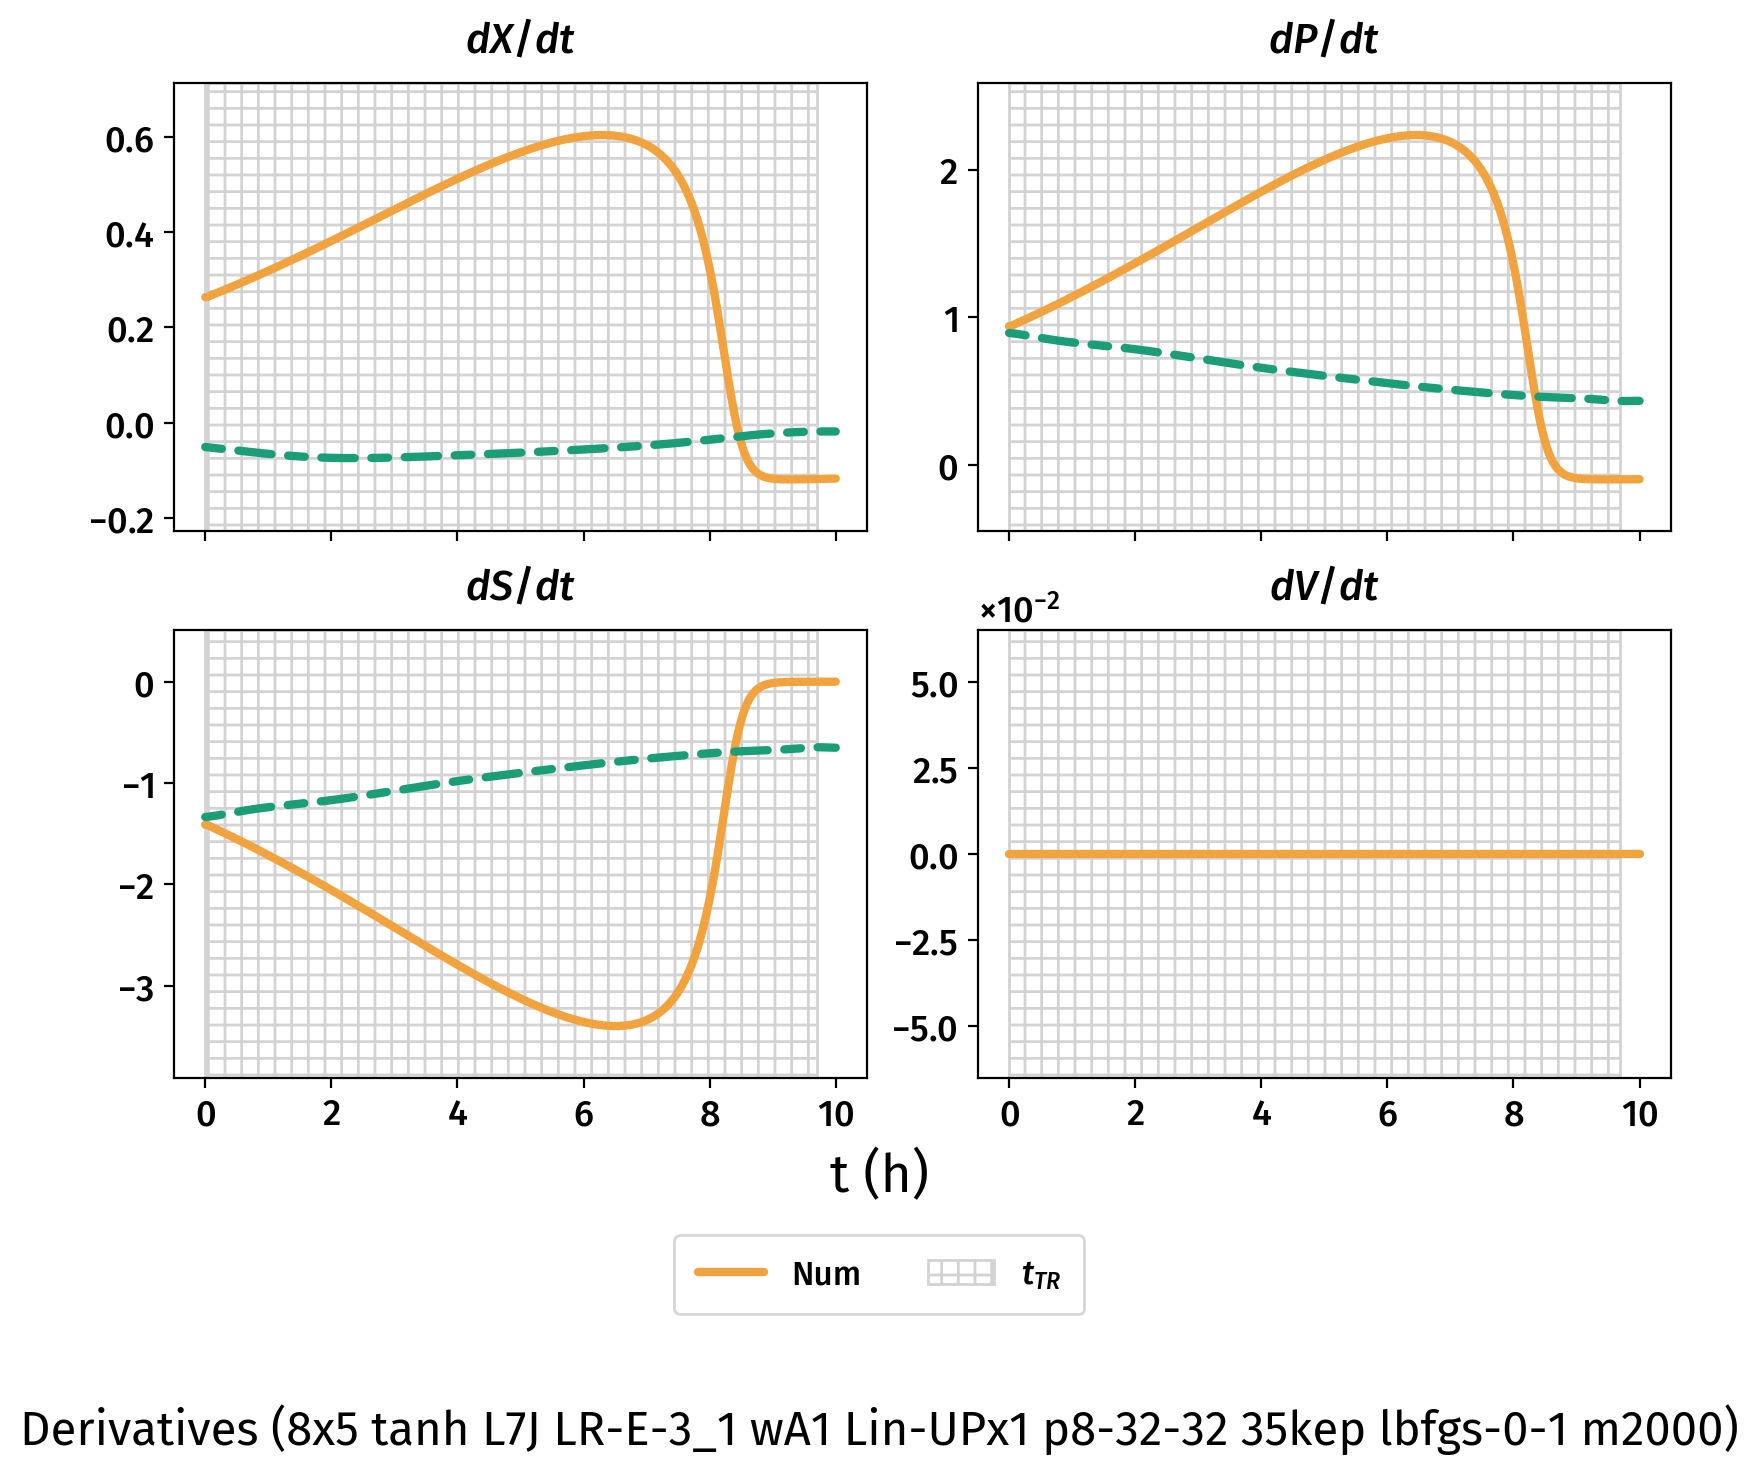 dX/dt
dP/dt
0.6
0.4
0.2
0.0
−0.2
2
1
0
dS/dt
dV/dt
×10⁻²
0
−1
−2
−3
5.0
2.5
0.0
−2.5
−5.0
0 2 4 6 8 10
0 2 4 6 8 10
t (h)
Num t_TR
Derivatives (8x5 tanh L7J LR-E-3_1 wA1 Lin-UPx1 p8-32-32 35kep lbfgs-0-1 m2000)